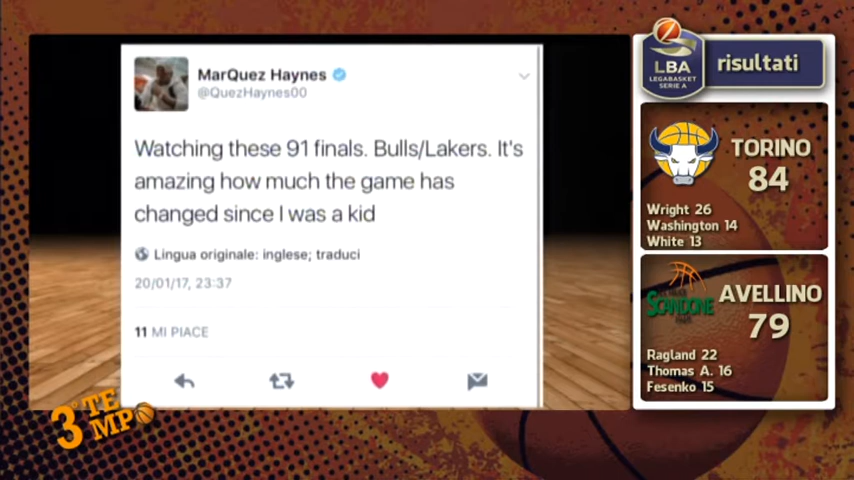 MarQuez Haynes
@QuezHaynes00
Watching these 91 finals. Bulls/Lakers. It's
amazing how much the game has
changed since I was a kid
Lingua originale: inglese; traduci
20/01/17, 23:37
11 MI PIACE
3° TEMPO
LBA
LEGABASKET
SERIE A
risultati
TORINO
84
Wright 26
Washington 14
White 13
SCANDONE
AVELLINO
79
Ragland 22
Thomas A. 16
Fesenko 15